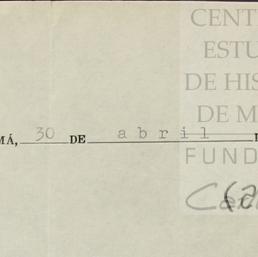 CENT
ESTU
DE HIS
DE M
MÁ, 30 DE abril
FUND